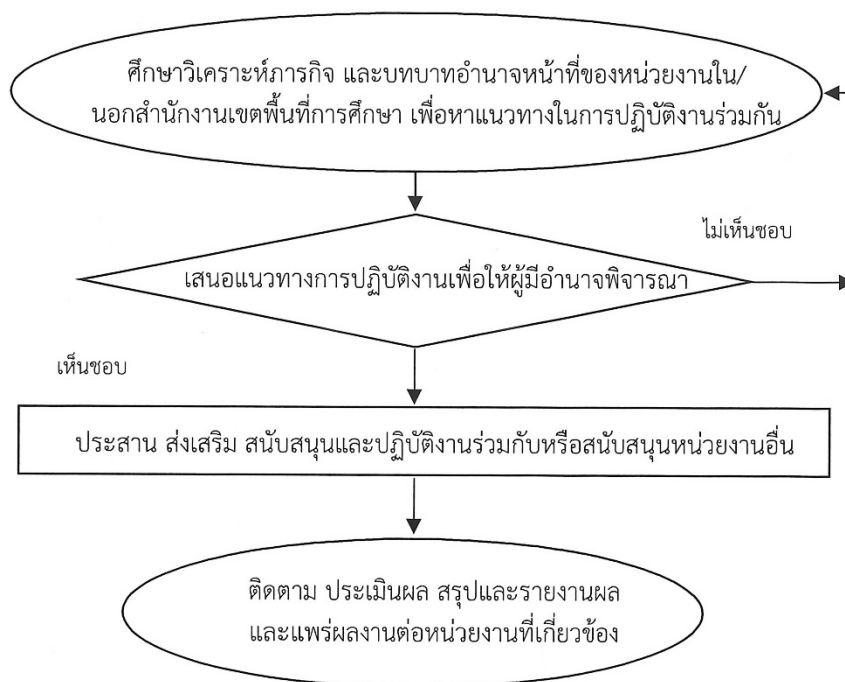 ศึกษาวิเคราะห์ภารกิจ และบทบาทอำนาจหน้าที่ของหน่วยงานใน/
นอกสำนักงานเขตพื้นที่การศึกษา เพื่อหาแนวทางในการปฏิบัติงานร่วมกัน
ไม่เห็นชอบ
เสนอแนวทางการปฏิบัติงานเพื่อให้ผู้มีอำนาจพิจารณา
เห็นชอบ
ประสาน ส่งเสริม สนับสนุนและปฏิบัติงานร่วมกับหรือสนับสนุนหน่วยงานอื่น
ติดตาม ประเมินผล สรุปและรายงานผล
และแพร่ผลงานต่อหน่วยงานที่เกี่ยวข้อง